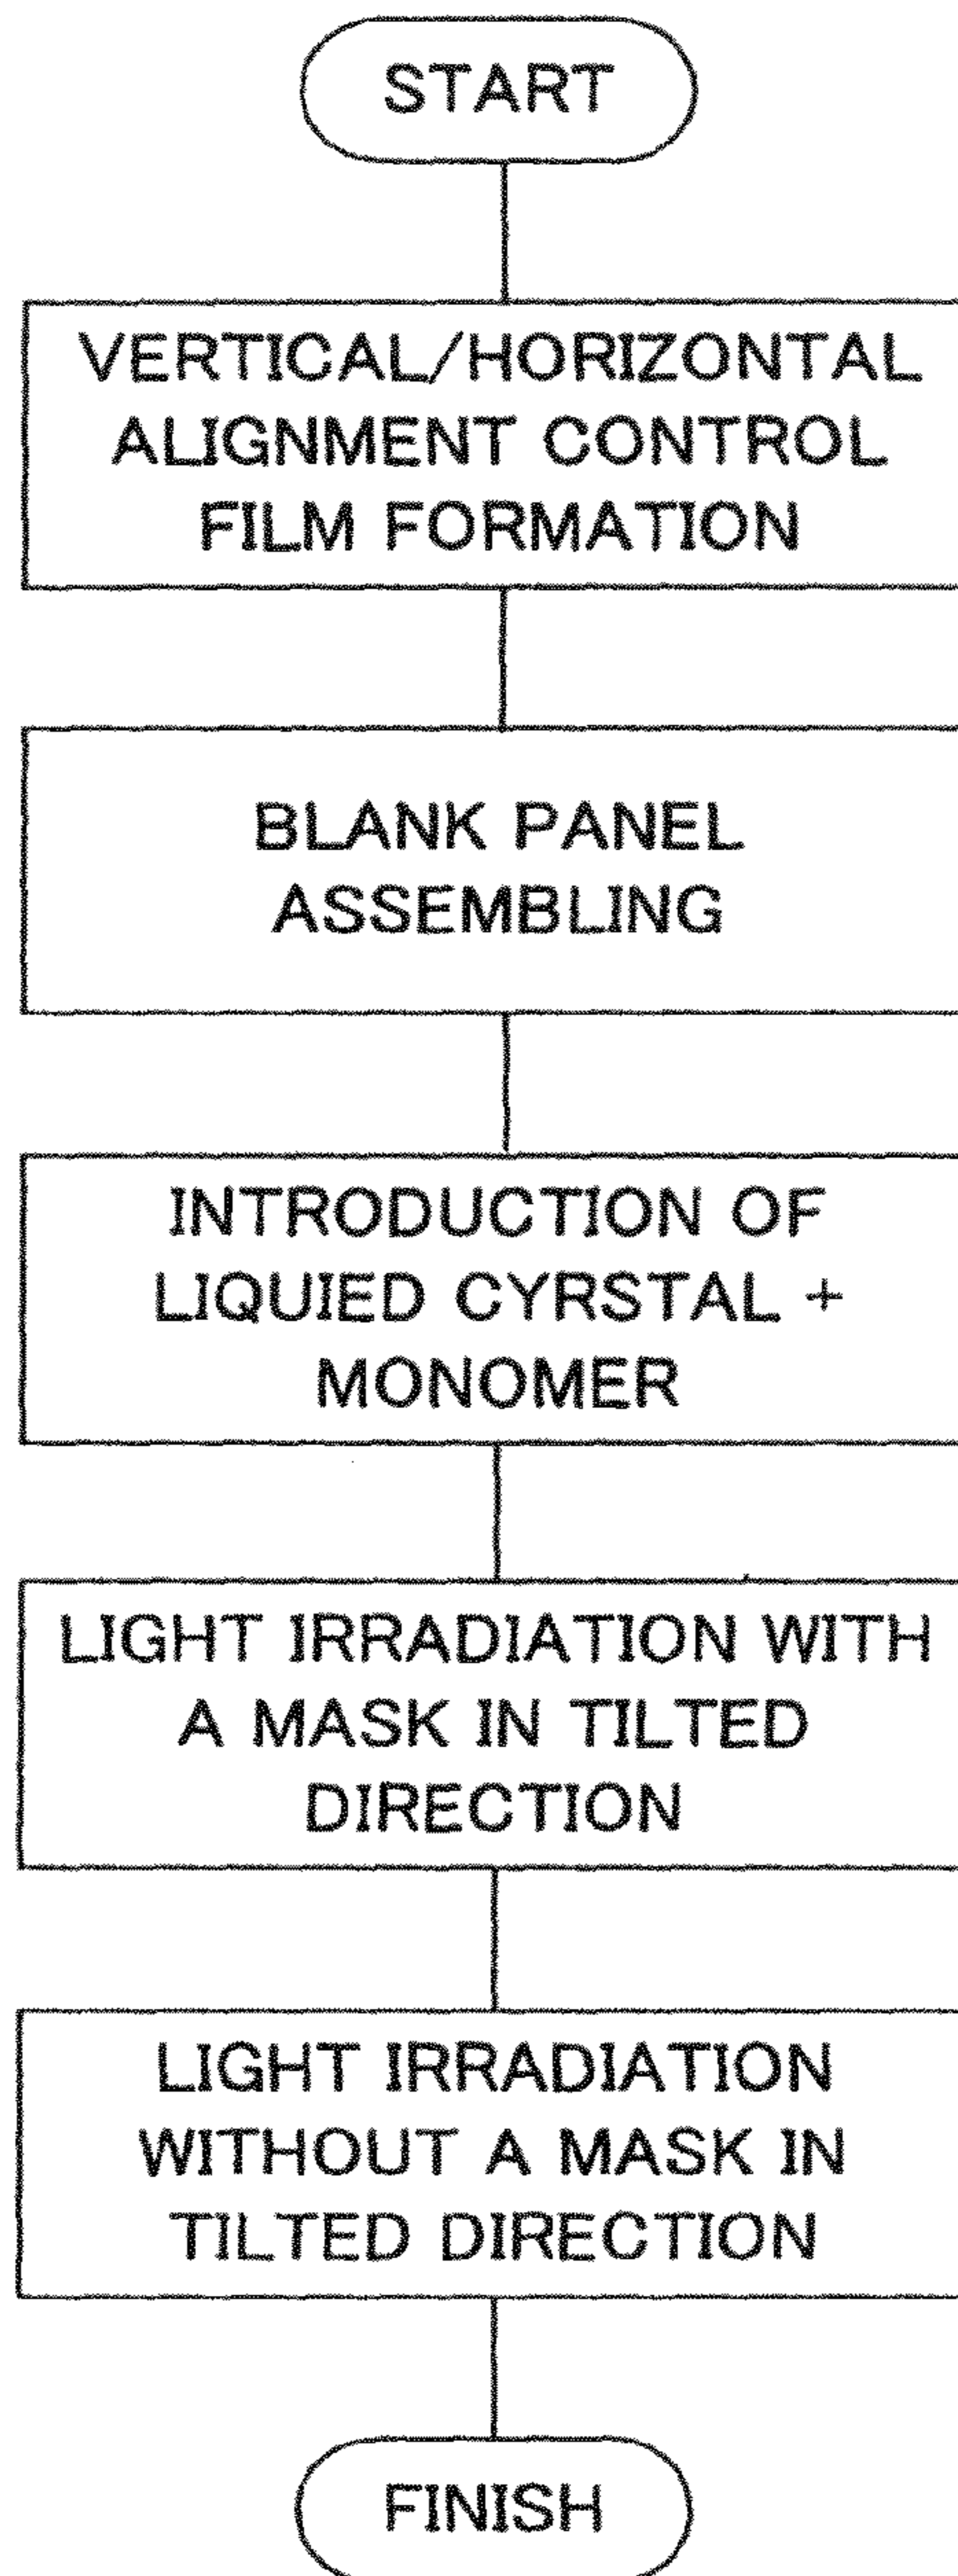 START
VERTICAL/HORIZONTAL
ALIGNMENT CONTROL
FILM FORMATION
BLANK PANEL
ASSEMBLING
INTRODUCTION OF
LIQUIED CYRSTAL +
MONOMER
LIGHT IRRADIATION WITH
A MASK IN TILTED
DIRECTION
LIGHT IRRADIATION
WITHOUT A MASK IN
TILTED DIRECTION
FINISH